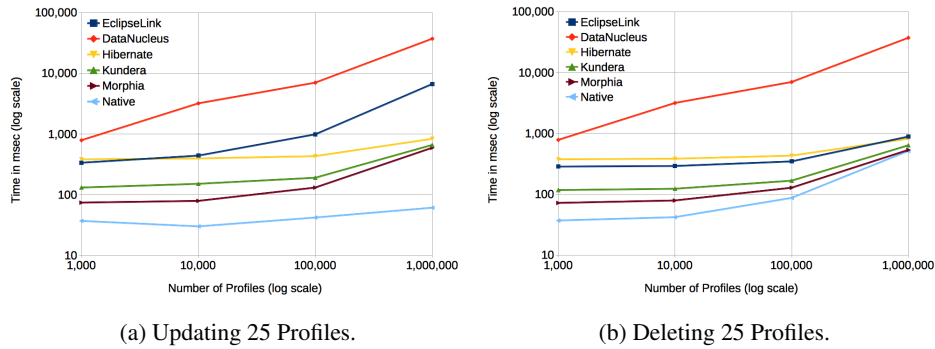 100,000
10,000
1,000
100
10
Time in msec (log scale)
EclipseLink
DataNucleus
Hibernate
Kundera
Morphia
Native
1,000 10,000 100,000 1,000,000
Number of Profiles (log scale)
(a) Updating 25 Profiles.
100,000
10,000
1,000
100
10
Time in msec (log scale)
EclipseLink
DataNucleus
Hibernate
Kundera
Morphia
Native
1,000 10,000 100,000 1,000,000
Number of Profiles (log scale)
(b) Deleting 25 Profiles.